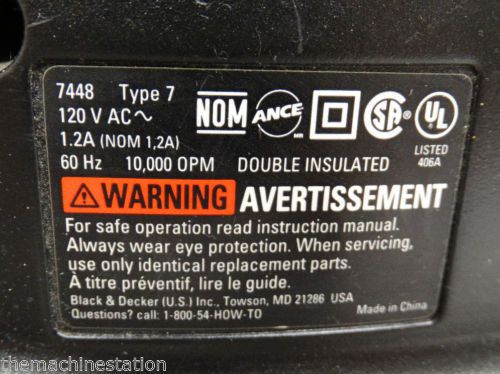 7448 Type 7
120 V AC~
1.2A (NOM 1,2A)
60 Hz 10,000 OPM DOUBLE INSULATED
NOM ANCE MR SA® UL
LISTED
406A
⚠WARNING AVERTISSEMENT
For safe operation read instruction manual.
Always wear eye protection. When servicing,
use only identical replacement parts.
À titre préventif, lire le guide.
Black & Decker (U.S.) Inc., Towson, MD 21286 USA
Questions? call: 1-800-54-HOW-TO
Made in China
themachinestation